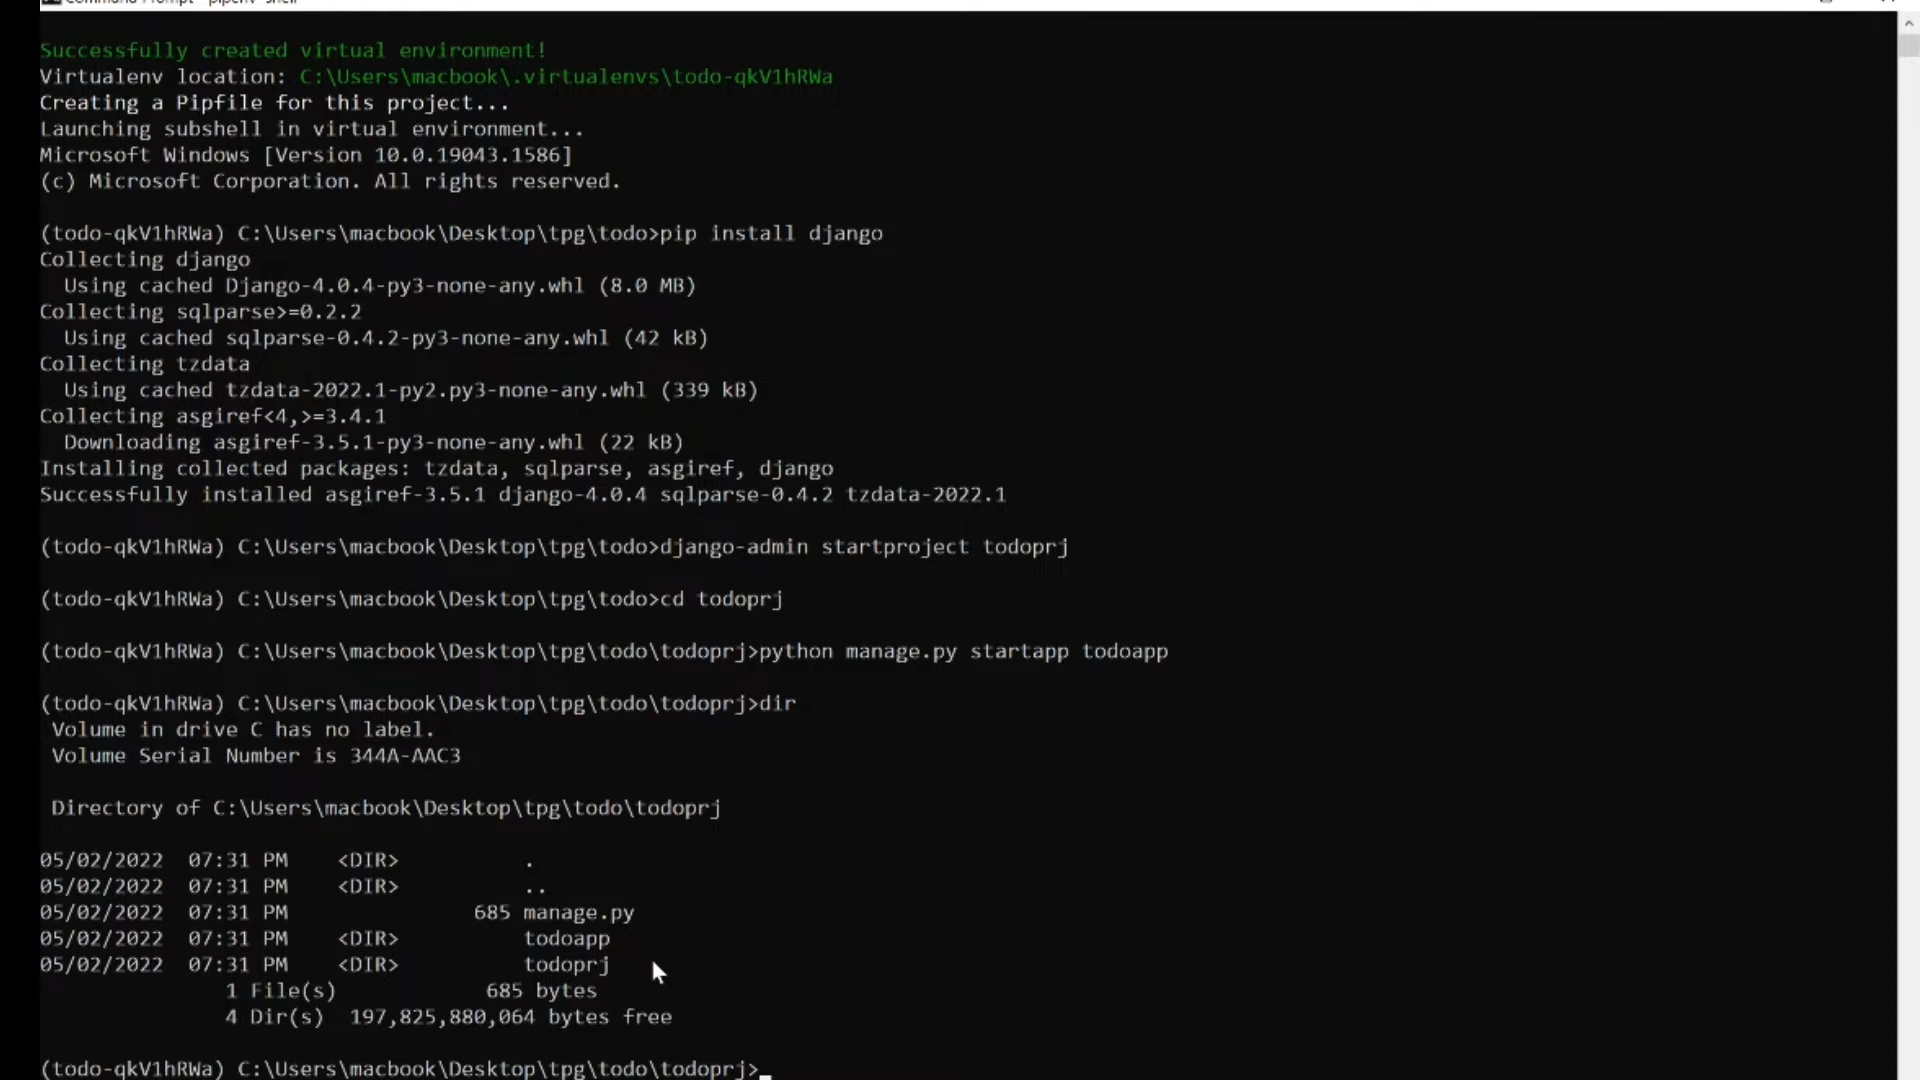 Command Prompt - pipenv shell
Successfully created virtual environment!
Virtualenv location: C:\Users\macbook\.virtualenvs\todo-qkV1hRWa
Creating a Pipfile for this project...
Launching subshell in virtual environment...
Microsoft Windows [Version 10.0.19043.1586]
(c) Microsoft Corporation. All rights reserved.
(todo-qkV1hRWa) C:\Users\macbook\Desktop\tpg\todo>pip install django
Collecting django
  Using cached Django-4.0.4-py3-none-any.whl (8.0 MB)
Collecting sqlparse>=0.2.2
  Using cached sqlparse-0.4.2-py3-none-any.whl (42 kB)
Collecting tzdata
  Using cached tzdata-2022.1-py2.py3-none-any.whl (339 kB)
Collecting asgiref<4,>=3.4.1
  Downloading asgiref-3.5.1-py3-none-any.whl (22 kB)
Installing collected packages: tzdata, sqlparse, asgiref, django
Successfully installed asgiref-3.5.1 django-4.0.4 sqlparse-0.4.2 tzdata-2022.1
(todo-qkV1hRWa) C:\Users\macbook\Desktop\tpg\todo>django-admin startproject todoprj
(todo-qkV1hRWa) C:\Users\macbook\Desktop\tpg\todo>cd todoprj
(todo-qkV1hRWa) C:\Users\macbook\Desktop\tpg\todo\todoprj>python manage.py startapp todoapp
(todo-qkV1hRWa) C:\Users\macbook\Desktop\tpg\todo\todoprj>dir
 Volume in drive C has no label.
 Volume Serial Number is 344A-AAC3
 Directory of C:\Users\macbook\Desktop\tpg\todo\todoprj
05/02/2022  07:31 PM    <DIR>          .
05/02/2022  07:31 PM    <DIR>          ..
05/02/2022  07:31 PM               685 manage.py
05/02/2022  07:31 PM    <DIR>          todoapp
05/02/2022  07:31 PM    <DIR>          todoprj
               1 File(s)            685 bytes
               4 Dir(s)  197,825,880,064 bytes free
(todo-qkV1hRWa) C:\Users\macbook\Desktop\tpg\todo\todoprj>